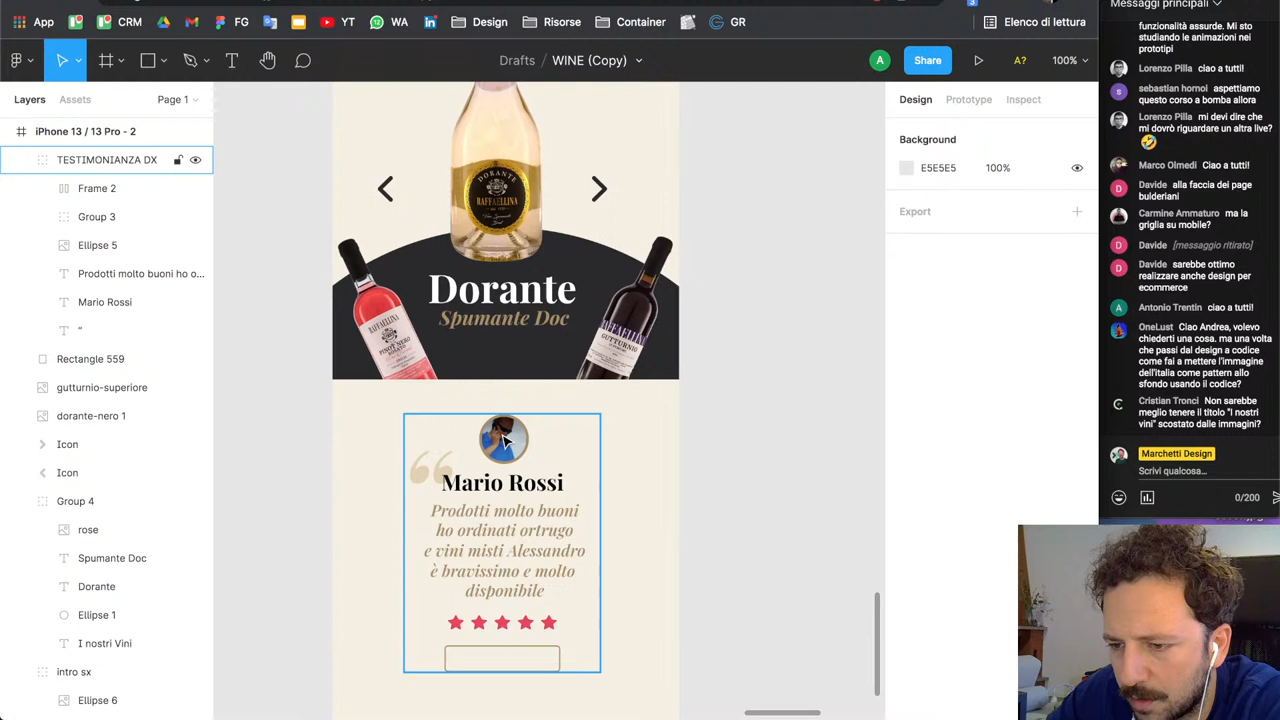 App
CRM
FG
YT
WA
Design
Risorse
Container
GR
Elenco di lettura
Messaggi principali
Drafts / WINE (Copy)
A
Share
A?
100%
Layers
Assets
Page 1
iPhone 13 / 13 Pro - 2
TESTIMONIANZA DX
Frame 2
Group 3
Ellipse 5
Prodotti molto buoni ho o...
Mario Rossi
“
Rectangle 559
gutturnio-superiore
dorante-nero 1
Icon
Icon
Group 4
rose
Spumante Doc
Dorante
Ellipse 1
I nostri Vini
intro sx
Ellipse 6
DORANTE
RAFFAELLINA
Dorante
Spumante Doc
RAFFAELLINA
PINOT NERO
RAFFAELLINA
GUTTURNIO
“
Mario Rossi
Prodotti molto buoni
ho ordinati ortrugo
e vini misti Alessandro
è bravissimo e molto
disponibile
Design
Prototype
Inspect
Background
E5E5E5
100%
Export
funzionalità assurde. Mi sto
studiando le animazioni nei
prototipi
Lorenzo Pilla ciao a tutti!
sebastian hornoi aspettiamo
questo corso a bomba allora
Lorenzo Pilla mi devi dire che
mi dovrò riguardare un altra live?
Marco Olmedi Ciao a tutti!
Davide alla faccia dei page
bulderiani
Carmine Ammaturo ma la
griglia su mobile?
Davide [messaggio ritirato]
Davide sarebbe ottimo
realizzare anche design per
ecommerce
Antonio Trentin ciao a tutti!
OneLust Ciao Andrea, volevo
chiederti una cosa. ma una volta
che passi dal design a codice
come fai a mettere l'immagine
dell'italia come pattern allo
sfondo usando il codice?
Cristian Tronci Non sarebbe
meglio tenere il titolo "I nostri
vini" scostato dalle immagini?
Marchetti Design
Scrivi qualcosa...
0/200